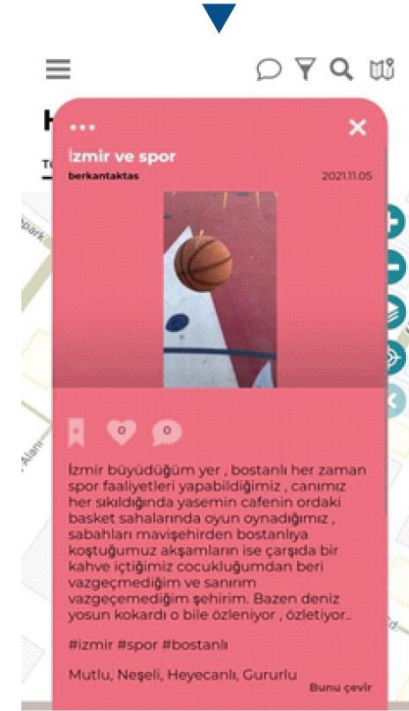 H
Tü
İzmir ve spor
berkantaktas 2021.11.05
park
Alanı
0 0
İzmir büyüdüğüm yer , bostanlı her zaman
spor faaliyetleri yapabildiğimiz , canımız
her sıkıldığında yasemin cafenin ordaki
basket sahalarında oyun oynadığımız ,
sabahları mavişehirden bostanlıya
koştuğumuz akşamların ise çarşıda bir
kahve içtiğimiz cocukluğumdan beri
vazgeçmediğim ve sanırım
vazgeçemediğim şehirim. Bazen deniz
yosun kokardı o bile özleniyor , özletiyor..
#izmir #spor #bostanlı
Mutlu, Neşeli, Heyecanlı, Gururlu
Bunu çevir